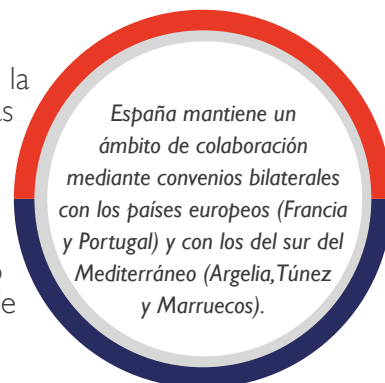 la
España mantiene un
ámbito de colaboración
mediante convenios bilaterales
con los países europeos (Francia
y Portugal) y con los del sur del
Mediterráneo (Argelia, Túnez
y Marruecos).